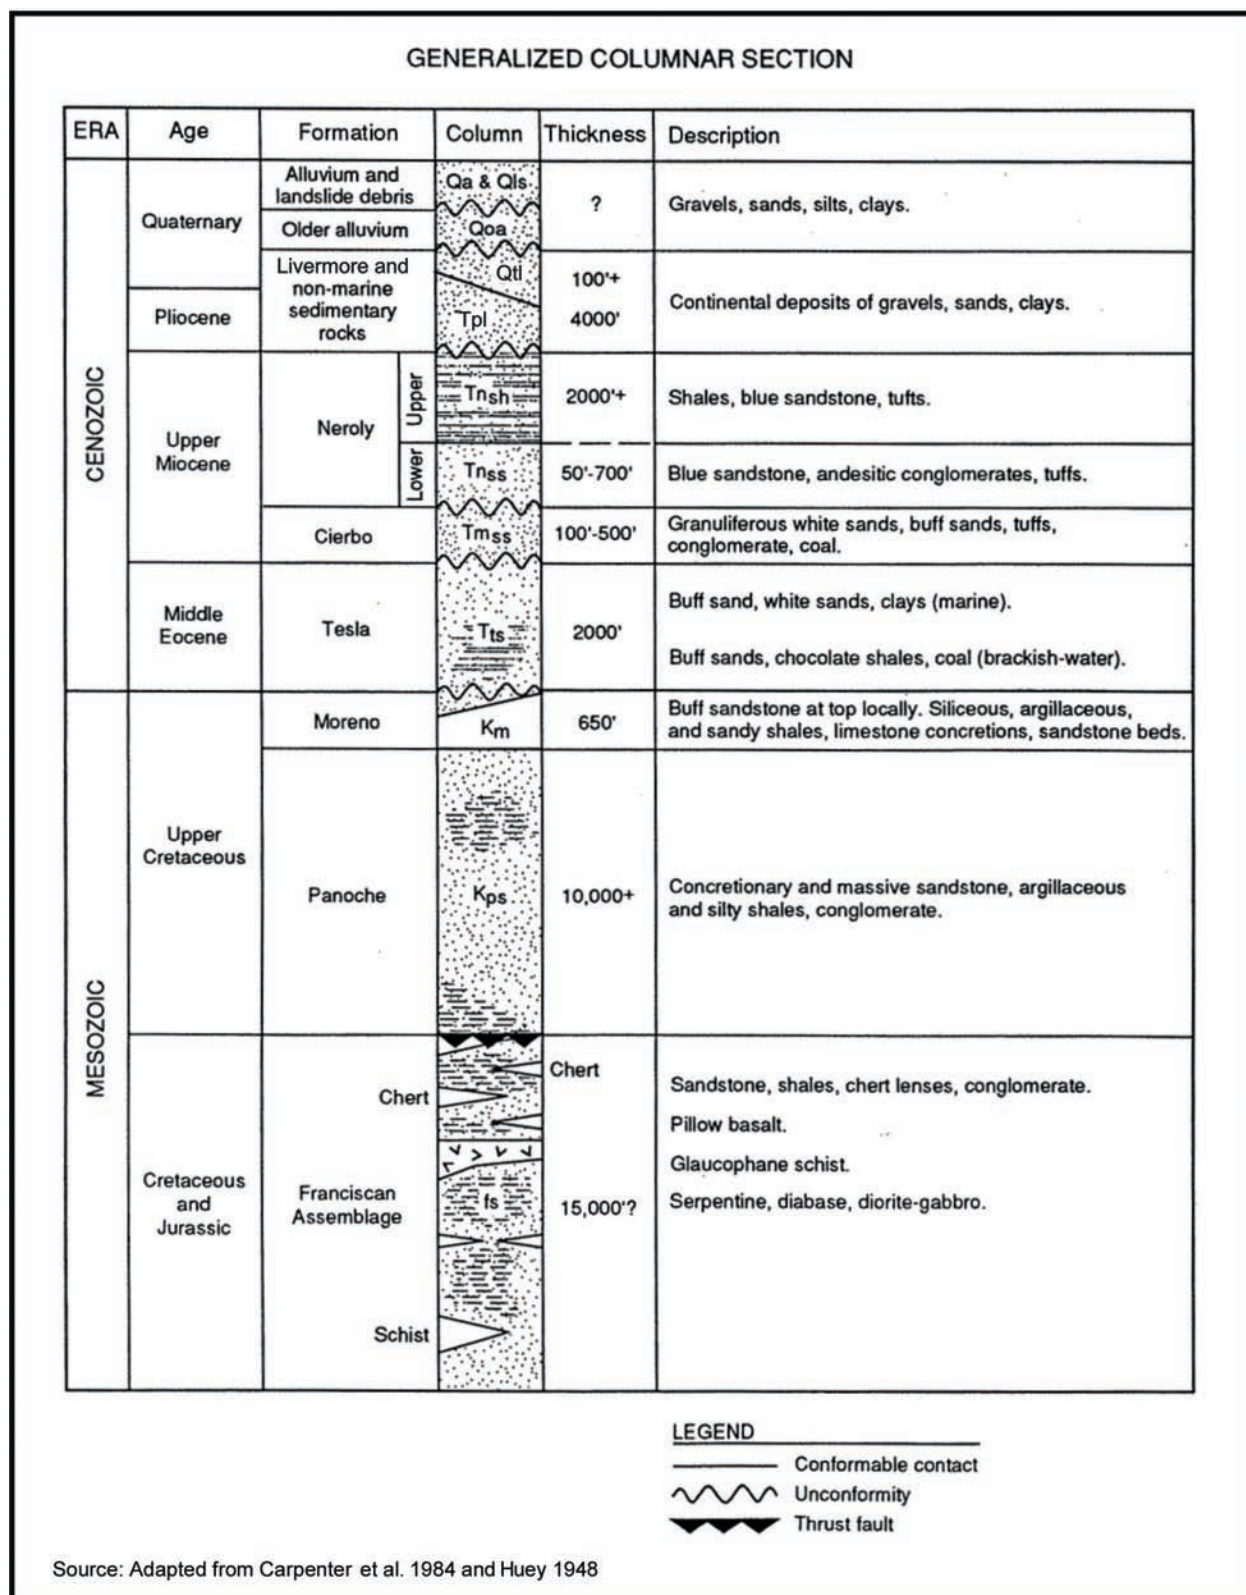 GENERALIZED COLUMNAR SECTION
ERA Age Formation Column Thickness Description
CENOZOIC
Quaternary
Alluvium and
landslide debris
Qa & Qls
?
Gravels, sands, silts, clays.
Older alluvium
Qoa
Livermore and
non-marine
sedimentary
rocks
Qtl
100'+
Continental deposits of gravels, sands, clays.
Pliocene
Tpl
4000'
Upper
Miocene
Neroly
Upper
Tnsh
2000'+
Shales, blue sandstone, tufts.
Lower
Tnss
50'-700'
Blue sandstone, andesitic conglomerates, tuffs.
Cierbo
Tmss
100'-500'
Granuliferous white sands, buff sands, tuffs,
conglomerate, coal.
Middle
Eocene
Tesla
Tts
2000'
Buff sand, white sands, clays (marine).
Buff sands, chocolate shales, coal (brackish-water).
MESOZOIC
Upper
Cretaceous
Moreno
Km
650'
Buff sandstone at top locally. Siliceous, argillaceous,
and sandy shales, limestone concretions, sandstone beds.
Panoche
Kps
10,000+
Concretionary and massive sandstone, argillaceous
and silty shales, conglomerate.
Cretaceous
and
Jurassic
Franciscan
Assemblage
Chert
Chert
fs
Schist
15,000'?
Sandstone, shales, chert lenses, conglomerate.
Pillow basalt.
Glaucophane schist.
Serpentine, diabase, diorite-gabbro.
LEGEND
Conformable contact
Unconformity
Thrust fault
Source: Adapted from Carpenter et al. 1984 and Huey 1948